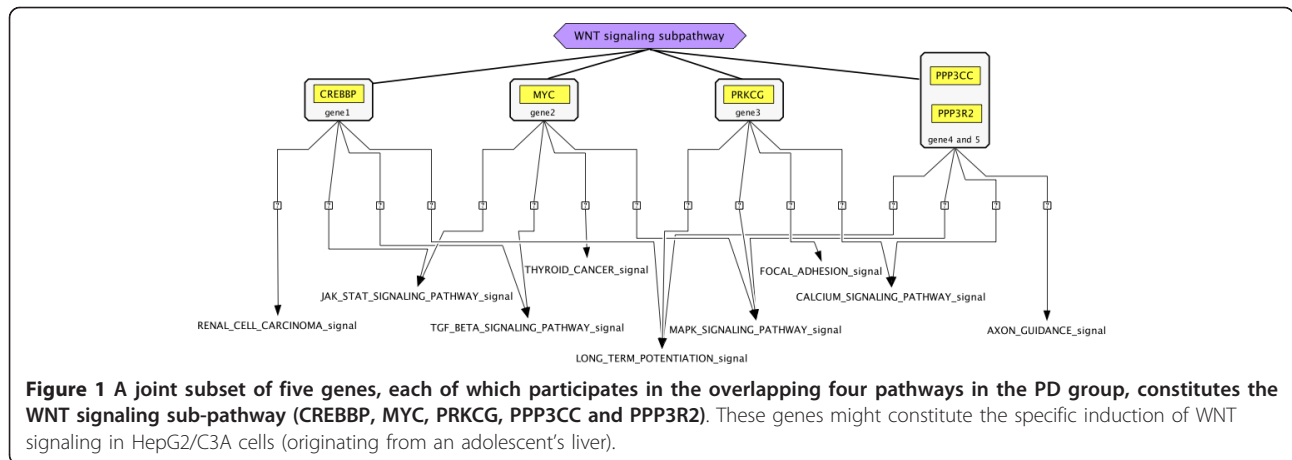 WNT signaling subpathway
CREBBP
gene1
MYC
gene2
PRKCG
gene3
PPP3CC
PPP3R2
gene4 and 5
? ? ? ? ? ? ? ? ? ? ? ? ? ? ? ?
THYROID_CANCER_signal
FOCAL_ADHESION_signal
JAK_STAT_SIGNALING_PATHWAY_signal
CALCIUM_SIGNALING_PATHWAY_signal
RENAL_CELL_CARCINOMA_signal
TGF_BETA_SIGNALING_PATHWAY_signal
MAPK_SIGNALING_PATHWAY_signal
AXON_GUIDANCE_signal
LONG_TERM_POTENTIATION_signal
Figure 1 A joint subset of five genes, each of which participates in the overlapping four pathways in the PD group, constitutes the
WNT signaling sub-pathway (CREBBP, MYC, PRKCG, PPP3CC and PPP3R2). These genes might constitute the specific induction of WNT
signaling in HepG2/C3A cells (originating from an adolescent's liver).